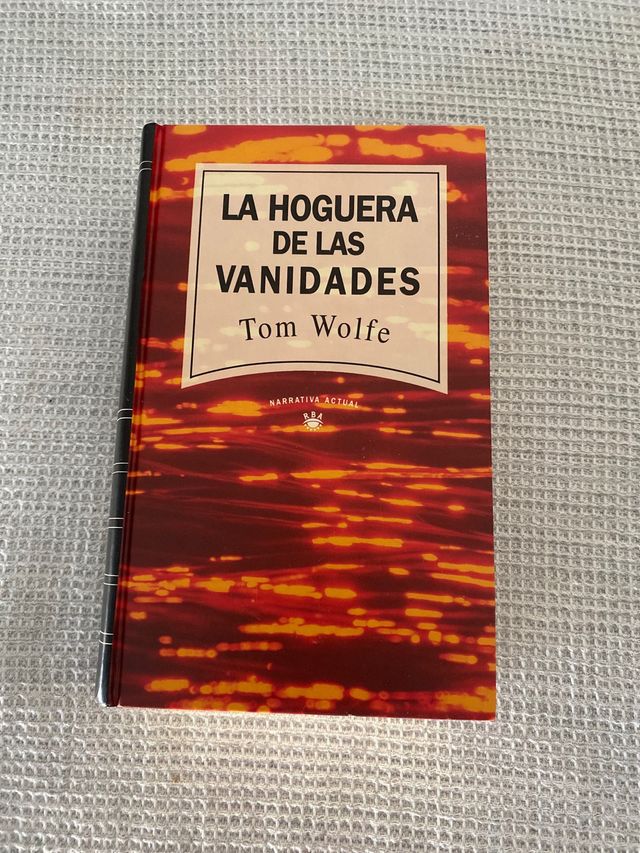 LA HOGUERA
DE LAS
VANIDADES
Tom Wolfe
NARRATIVA ACTUAL
RBA